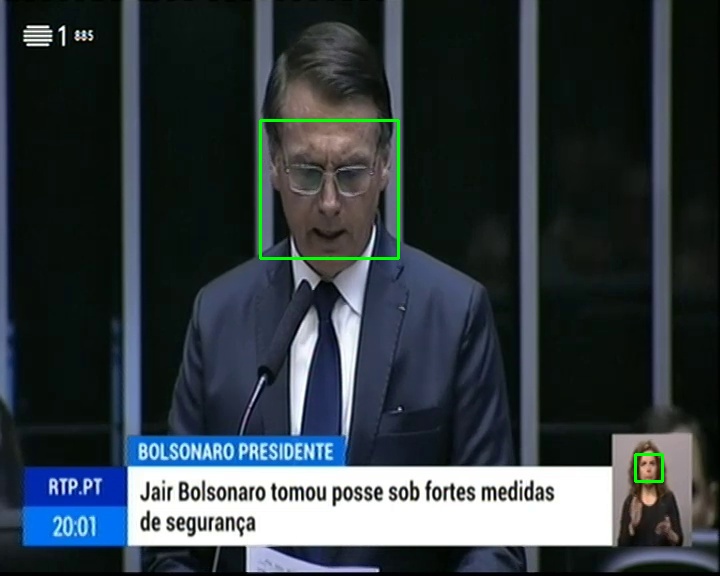 1 885
BOLSONARO PRESIDENTE
RTP.PT
20:01
Jair Bolsonaro tomou posse sob fortes medidas
de segurança